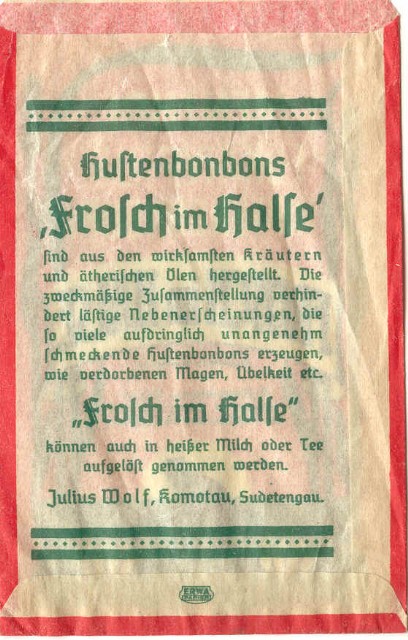 Huſtenbonbons
‚Froſch im Halſe‘
ſind aus den wirkſamſten Kräutern
und ätheriſchen Ölen hergeſtellt. Die
zweckmäßige Zuſammenſtellung verhin-
dert läſtige Nebenerſcheinungen, die
ſo viele aufdringlich unangenehm
ſchmeckende Huſtenbonbons erzeugen,
wie verdorbenen Magen, Übelkeit etc.
„Froſch im Halſe“
können auch in heißer Milch oder Tee
aufgelöſt genommen werden.
Julius Wolf, Komotau, Sudetengau.
ERWA